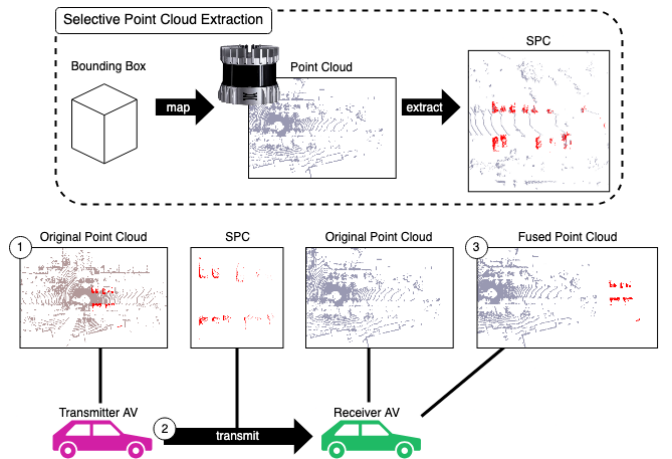 Selective Point Cloud Extraction
Bounding Box
map
Point Cloud
extract
SPC
1
Original Point Cloud
SPC
Original Point Cloud
3
Fused Point Cloud
Transmitter AV
2
transmit
Receiver AV